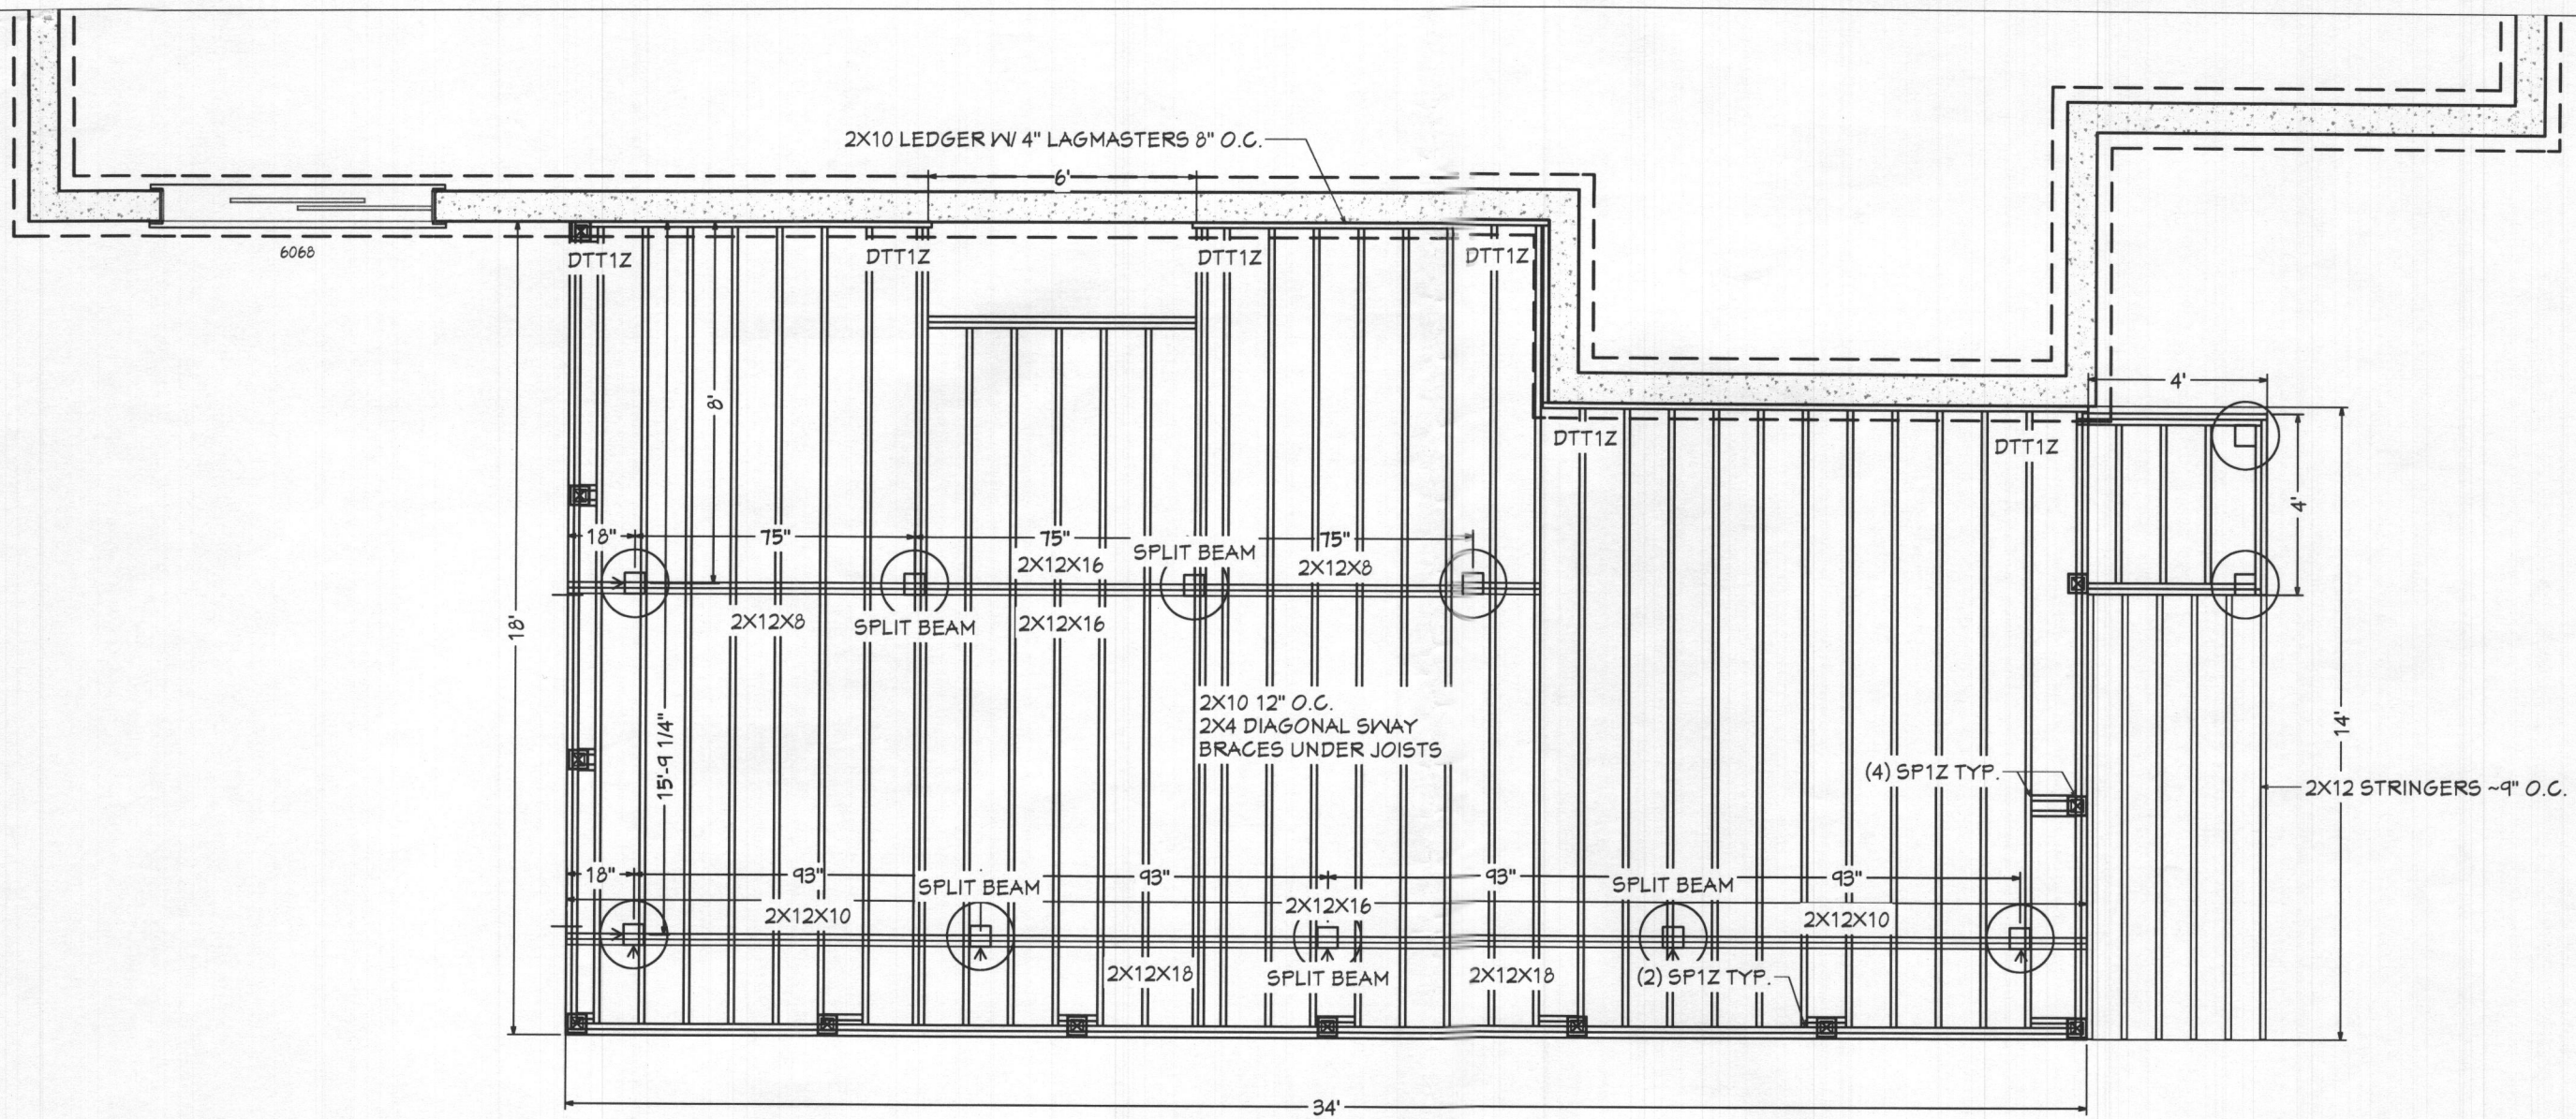 2X10 LEDGER W/ 4" LAGMASTERS 8" O.C.
6'
6068
DTT1Z
DTT1Z
DTT1Z
DTT1Z
4'
8'
DTT1Z
DTT1Z
4'
18"
75"
75"
SPLIT BEAM
75"
2X12X16
2X12X8
2X12X8
SPLIT BEAM
2X12X16
18'
15'-9 1/4"
2X10 12" O.C.
2X4 DIAGONAL SWAY
BRACES UNDER JOISTS
14'
(4) SP1Z TYP.
2X12 STRINGERS ~9" O.C.
18"
93"
SPLIT BEAM
93"
93"
SPLIT BEAM
93"
2X12X10
2X12X16
2X12X10
2X12X18
SPLIT BEAM
2X12X18
(2) SP1Z TYP.
34'